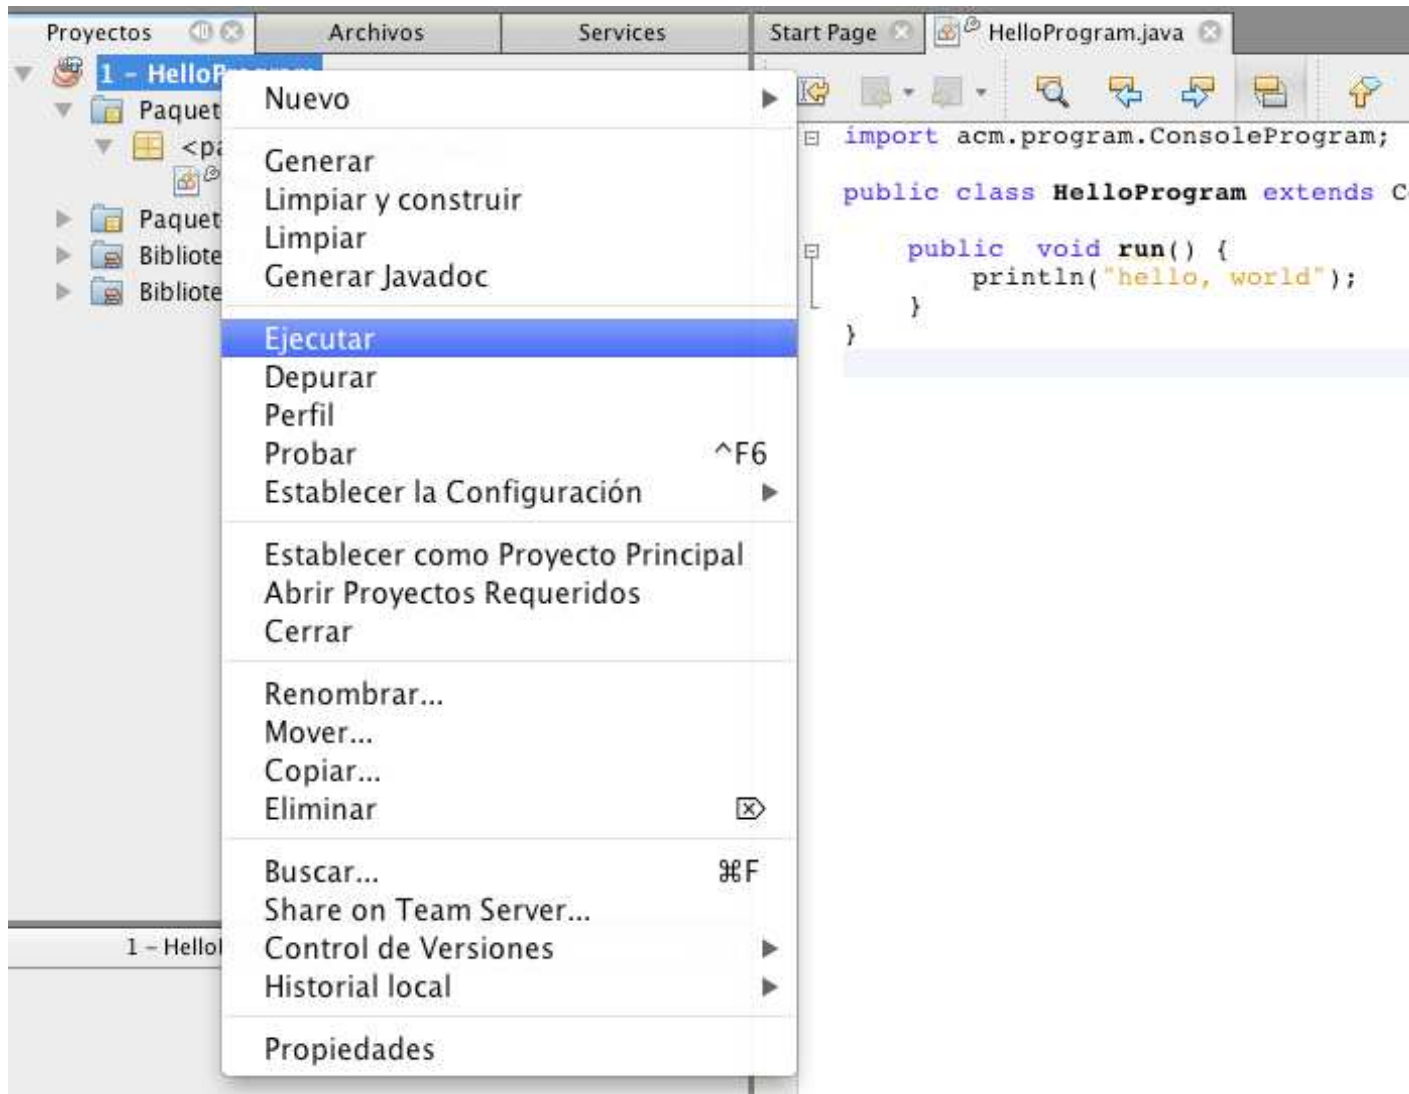 Proyectos Archivos Services Start Page HelloProgram.java
1 - HelloProgram
Paquet
<pa
Paquet
Bibliote
Bibliote
1 - Hello
Nuevo
Generar
Limpiar y construir
Limpiar
Generar Javadoc
Ejecutar
Depurar
Perfil
Probar ^F6
Establecer la Configuración
Establecer como Proyecto Principal
Abrir Proyectos Requeridos
Cerrar
Renombrar...
Mover...
Copiar...
Eliminar
Buscar... ⌘F
Share on Team Server...
Control de Versiones
Historial local
Propiedades
import acm.program.ConsoleProgram;
public class HelloProgram extends C
public void run() {
println("hello, world");
}
}